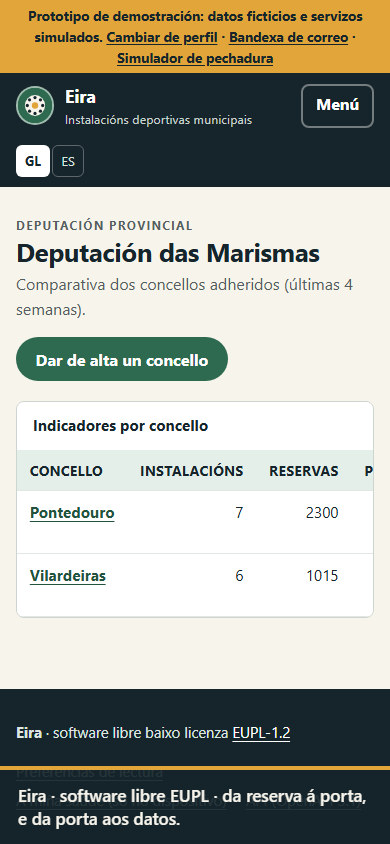 Prototipo de demostración: datos ficticios e servizos
simulados. Cambiar de perfil · Bandexa de correo ·
Simulador de pechadura
Eira
Instalacións deportivas municipais
Menú
GL ES
DEPUTACIÓN PROVINCIAL
Deputación das Marismas
Comparativa dos concellos adheridos (últimas 4
semanas).
Dar de alta un concello
Indicadores por concello
CONCELLO INSTALACIÓNS RESERVAS P
Pontedouro 7 2300
Vilardeiras 6 1015
Eira · software libre baixo licenza EUPL-1.2
Preferencias de lectura
Eira · software libre EUPL · da reserva á porta,
e da porta aos datos.